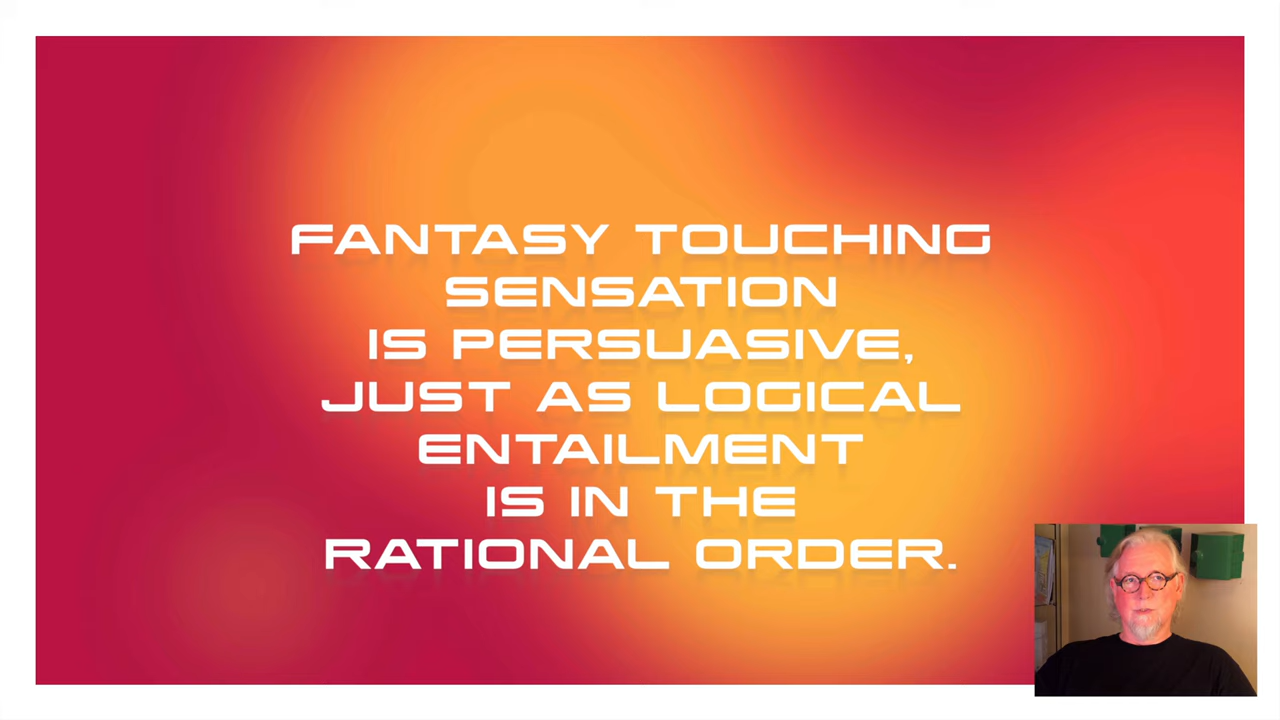 FANTASY TOUCHING
SENSATION
IS PERSUASIVE,
JUST AS LOGICAL
ENTAILMENT
IS IN THE
RATIONAL ORDER.